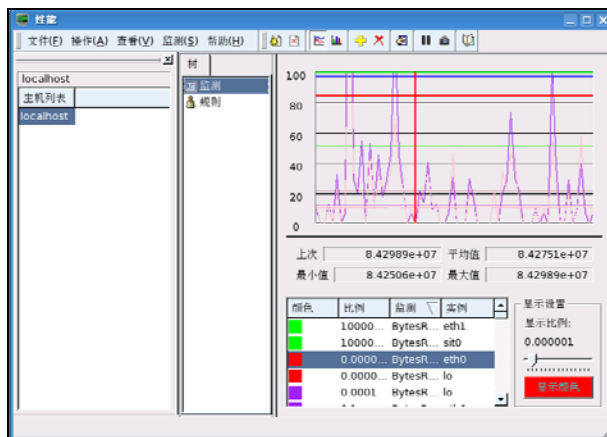 性能
文件(F) 操作(A) 查看(V) 监测(S) 帮助(H)
localhost
主机列表
localhost
树
监测
规则
100
80
60
40
20
0
上次 8.42989e+07 平均值 8.42751e+07
最小值 8.42506e+07 最大值 8.42989e+07
颜色 比例 监测 实例
10000... BytesR... eth1
10000... BytesR... sit0
0.0000... BytesR... eth0
0.0000... BytesR... lo
0.0001 BytesR... lo
显示设置
显示比例:
0.000001
显示颜色